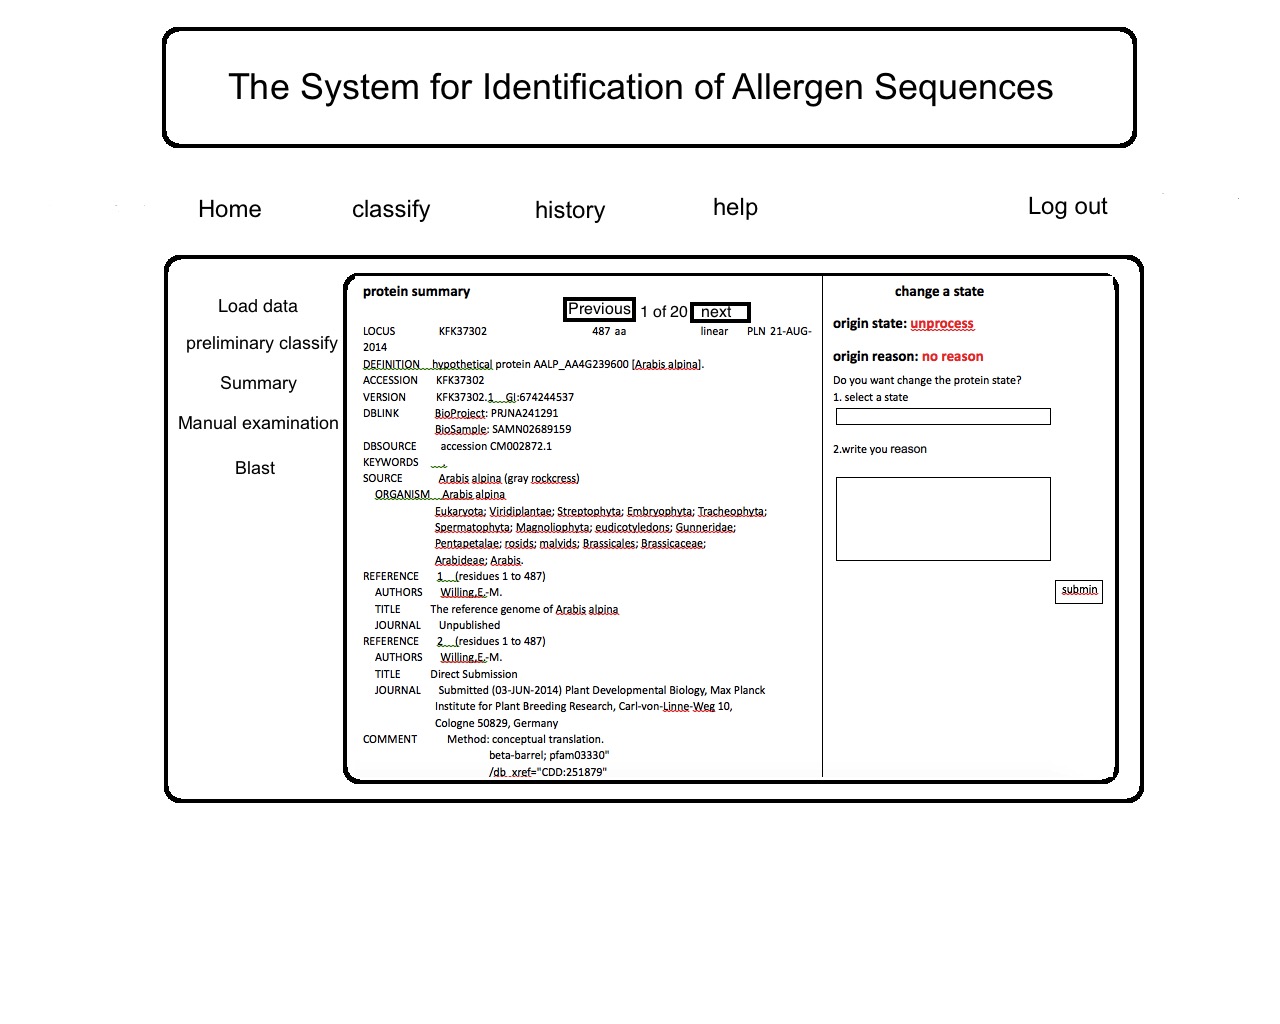 The System for Identification of Allergen Sequences
Home classify history help Log out
Load data
preliminary classify
Summary
Manual examination
Blast
protein summary
Previous 1 of 20 next
LOCUS KFK37302 487 aa linear PLN 21-AUG-
2014
DEFINITION hypothetical protein AALP_AA4G239600 [Arabis alpina].
ACCESSION KFK37302
VERSION KFK37302.1 GI:674244537
DBLINK BioProject: PRJNA241291
BioSample: SAMN02689159
DBSOURCE accession CM002872.1
KEYWORDS .
SOURCE Arabis alpina (gray rockcress)
ORGANISM Arabis alpina
Eukaryota; Viridiplantae; Streptophyta; Embryophyta; Tracheophyta;
Spermatophyta; Magnoliophyta; eudicotyledons; Gunneridae;
Pentapetalae; rosids; malvids; Brassicales; Brassicaceae;
Arabideae; Arabis.
REFERENCE 1 (residues 1 to 487)
AUTHORS Willing,E.-M.
TITLE The reference genome of Arabis alpina
JOURNAL Unpublished
REFERENCE 2 (residues 1 to 487)
AUTHORS Willing,E.-M.
TITLE Direct Submission
JOURNAL Submitted (03-JUN-2014) Plant Developmental Biology, Max Planck
Institute for Plant Breeding Research, Carl-von-Linne-Weg 10,
Cologne 50829, Germany
COMMENT Method: conceptual translation.
beta-barrel; pfam03330"
/db_xref="CDD:251879"
change a state
origin state: unprocess
origin reason: no reason
Do you want change the protein state?
1. select a state
2.write you reason
submin